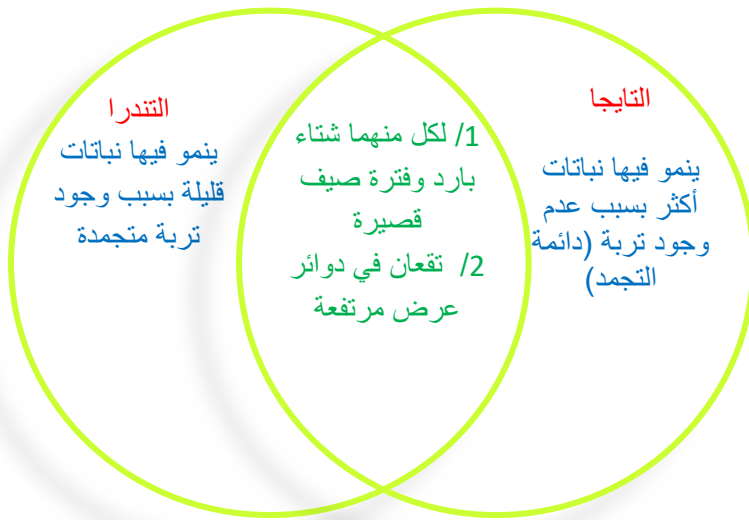 التايجا
ينمو فيها نباتات
أكثر بسبب عدم
وجود تربة (دائمة
التجمد)
1/ لكل منهما شتاء
بارد وفترة صيف
قصيرة
2/ تقعان في دوائر
عرض مرتفعة
التندرا
ينمو فيها نباتات
قليلة بسبب وجود
تربة متجمدة